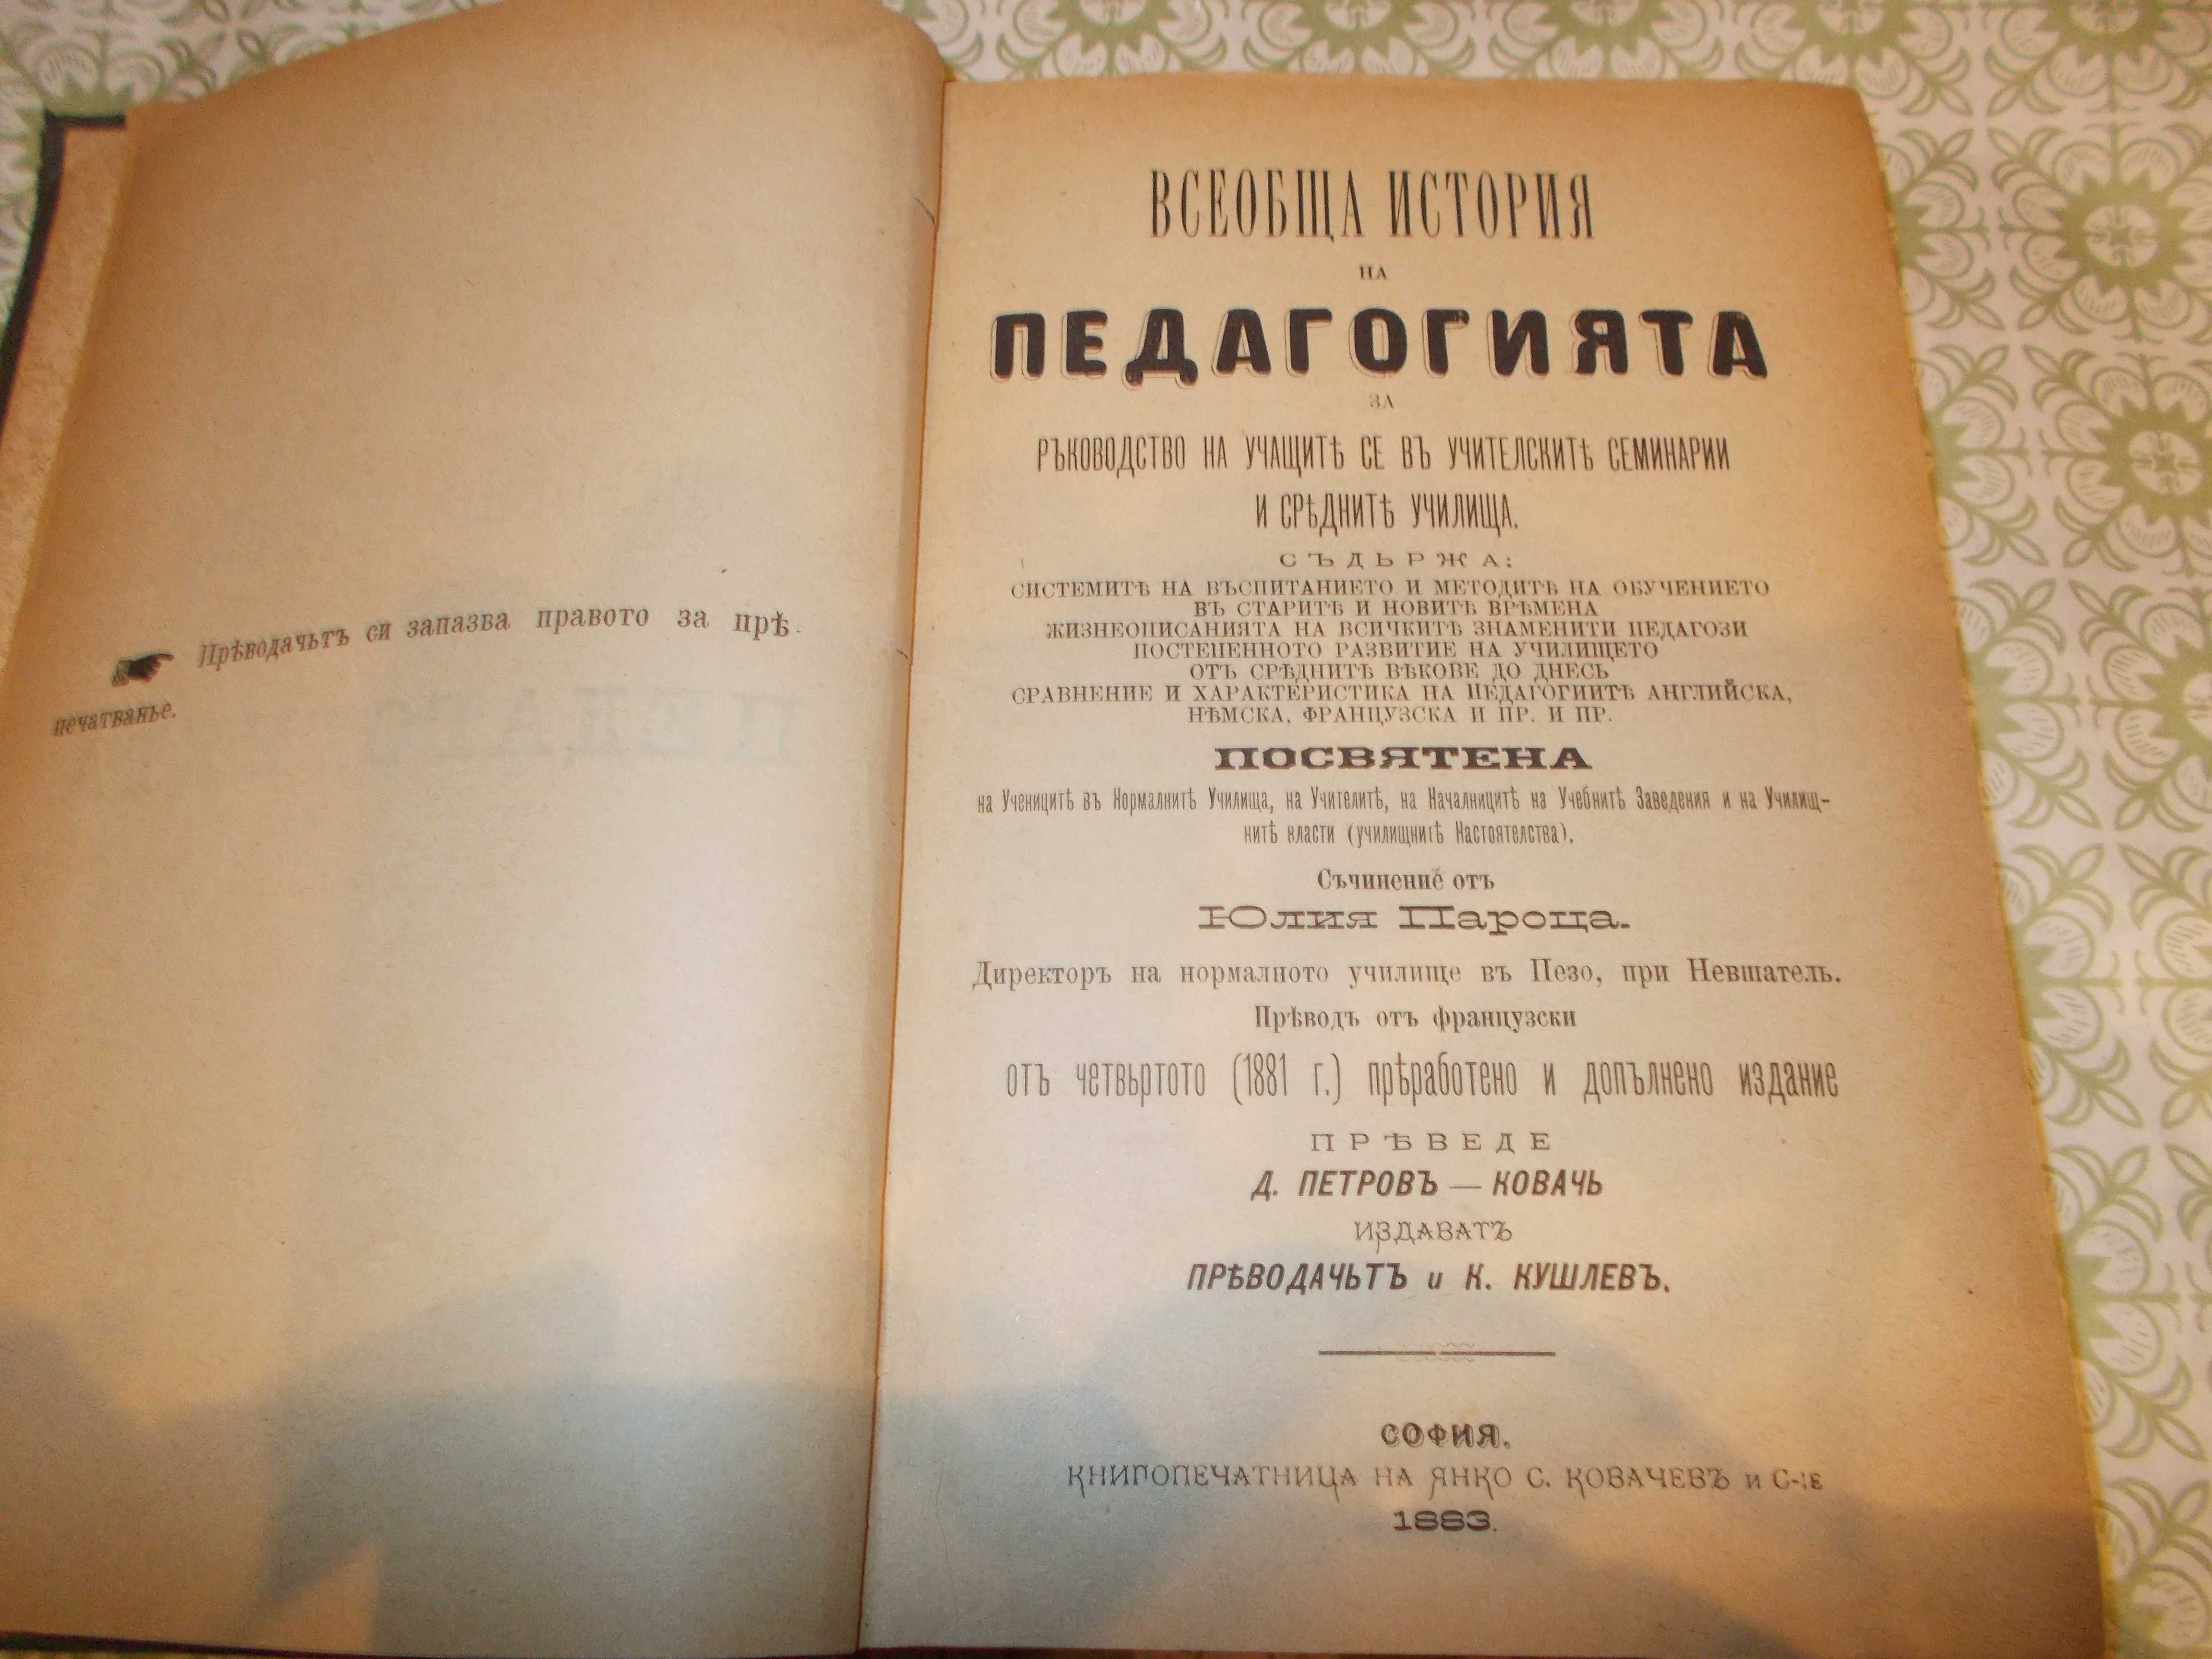 Прѣводачътъ си запазва правото за прѣ-
печатванье.
ВСЕОБЩА ИСТОРИЯ
НА
ПЕДАГОГИЯТА
ЗА
РЪКОВОДСТВО НА УЧАЩИТѢ СЕ ВЪ УЧИТЕЛСКИТѢ СЕМИНАРИИ
И СРѢДНИТѢ УЧИЛИЩА.
СЪДЬРЖА:
СИСТЕМИТѢ НА ВЪСПИТАНИЕТО И МЕТОДИТѢ НА ОБУЧЕНИЕТО
ВЪ СТАРИТѢ И НОВИТѢ ВРѢМЕНА
ЖИЗНЕОПИСАНИЯТА НА ВСИЧКИТѢ ЗНАМЕНИТИ ПЕДАГОЗИ
ПОСТЕПЕННОТО РАЗВИТИЕ НА УЧИЛИЩЕТО
ОТЪ СРѢДНИТѢ ВѢКОВЕ ДО ДНЕСЬ
СРАВНЕНИЕ И ХАРАКТЕРИСТИКА НА ПЕДАГОГИИТѢ АНГЛИЙСКА,
НѢМСКА, ФРАНЦУЗСКА И ПР. И ПР.
ПОСВЯТЕНА
на Ученицитѣ въ Нормалнитѣ Училища, на Учителитѣ, на Началницитѣ на Учебнитѣ Заведения и на Училищ-
нитѣ власти (училищнитѣ Настоятелства).
Съчинение отъ
Юлия Пароца.
Директоръ на нормалното училище въ Пезо, при Невшатель.
Прѣводъ отъ французски
отъ четвъртото (1881 г.) прѣработено и допълнено издание
ПРѢВЕДЕ
Д. ПЕТРОВЪ — КОВАЧЬ
ИЗДАВАТЪ
ПРѢВОДАЧЬТЪ и К. КУШЛЕВЪ.
СОФИЯ.
КНИГОПЕЧАТНИЦА НА ЯНКО С. КОВАЧЕВЪ и С-ІЕ
1883.